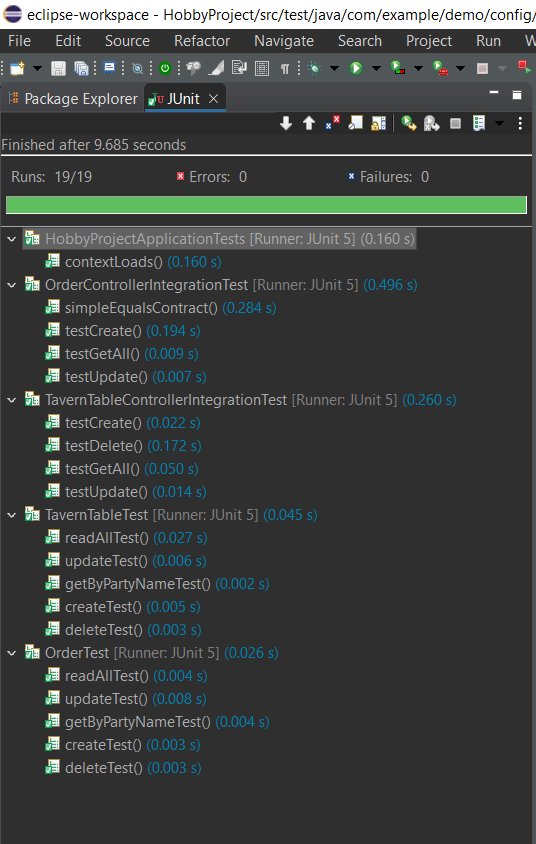 eclipse-workspace - HobbyProject/src/test/java/com/example/demo/config/
File Edit Source Refactor Navigate Search Project Run
Package Explorer JUnit
Finished after 9.685 seconds
Runs: 19/19 Errors: 0 Failures: 0
HobbyProjectApplicationTests [Runner: JUnit 5] (0.160 s)
contextLoads() (0.160 s)
OrderControllerIntegrationTest [Runner: JUnit 5] (0.496 s)
simpleEqualsContract() (0.284 s)
testCreate() (0.194 s)
testGetAll() (0.009 s)
testUpdate() (0.007 s)
TavernTableControllerIntegrationTest [Runner: JUnit 5] (0.260 s)
testCreate() (0.022 s)
testDelete() (0.172 s)
testGetAll() (0.050 s)
testUpdate() (0.014 s)
TavernTableTest [Runner: JUnit 5] (0.045 s)
readAllTest() (0.027 s)
updateTest() (0.006 s)
getByPartyNameTest() (0.002 s)
createTest() (0.005 s)
deleteTest() (0.003 s)
OrderTest [Runner: JUnit 5] (0.026 s)
readAllTest() (0.004 s)
updateTest() (0.008 s)
getByPartyNameTest() (0.004 s)
createTest() (0.003 s)
deleteTest() (0.003 s)